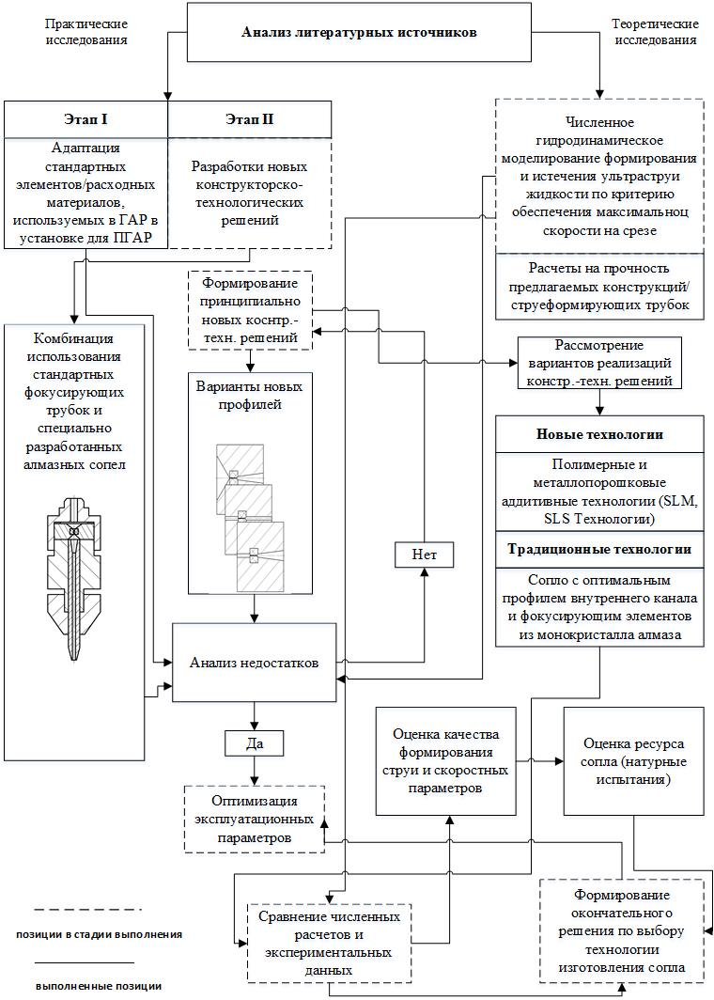 Практические
исследования
Анализ литературных источников
Теоретические
исследования
Этап I
Этап II
Адаптация
стандартных
элементов/расходных
материалов,
используемых в ГАР в
установке для ПГАР
Разработки новых
конструкторско-
технологических
решений
Численное
гидродинамическое
моделирование формирования
и истечения ультраструи
жидкости по критерию
обеспечения максимальноц
скорости на срезе
Расчеты на прочность
предлагаемых конструкций/
струеформирующих трубок
Формирование
принципиально
новых коснтр.-
техн. решений
Комбинация
использования
стандартных
фокусирующих
трубок и
специально
разработанных
алмазных сопел
Варианты новых
профилей
Рассмотрение
вариантов реализаций
констр.-техн. решений
Новые технологии
Полимерные и
металлопорошковые
аддитивные технологии (SLM,
SLS Технологии)
Традиционные технологии
Сопло с оптимальным
профилем внутреннего канала
и фокусирующим элементов
из монокристалла алмаза
Нет
Анализ недостатков
Да
Оценка качества
формирования
струи и скоростных
параметров
Оценка ресурса
сопла (натурные
испытания)
Оптимизация
эксплуатационных
параметров
Сравнение численных
расчетов и
экспериментальных
данных
Формирование
окончательного
решения по выбору
технологии
изготовления сопла
позиции в стадии выполнения
выполненные позиции